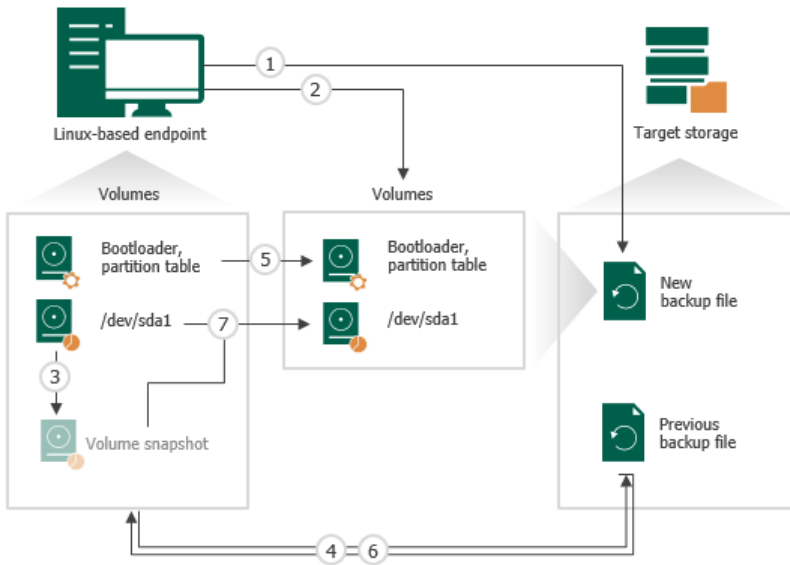 1
2
Linux-based endpoint
Target storage
Volumes
Volumes
Bootloader,
partition table
5
Bootloader,
partition table
/dev/sda1
7
/dev/sda1
New
backup file
3
Volume snapshot
Previous
backup file
4
6